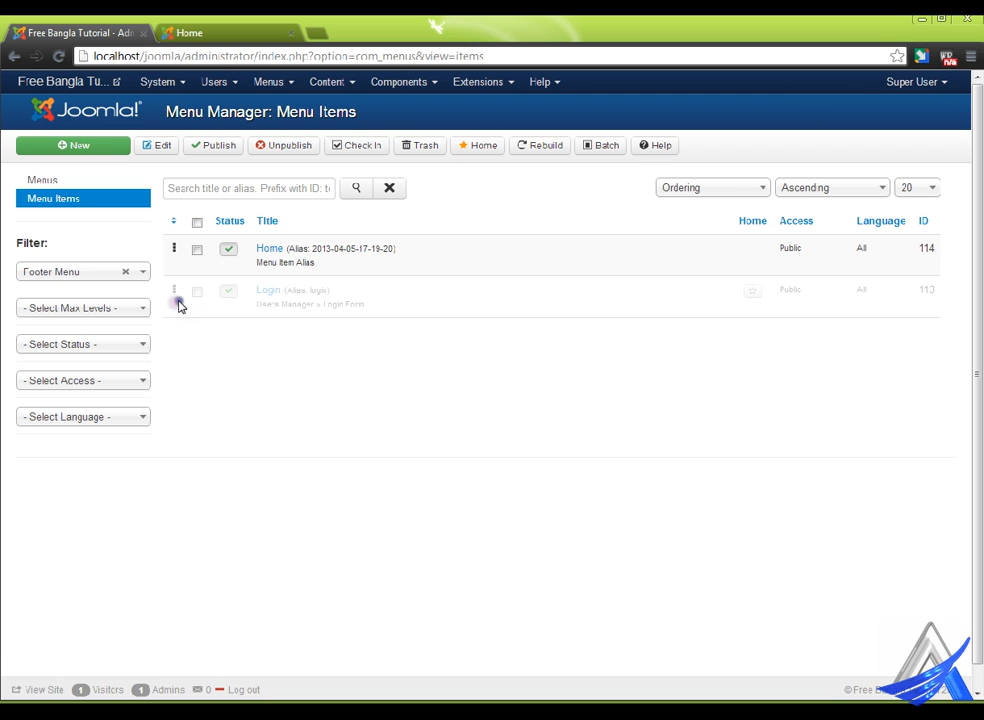 Free Bangla Tutorial - Adn
Home
localhost/joomla/administrator/index.php?option=com_menus&view=items
Free Bangla Tu... System Users Menus Content Components Extensions Help Super User
Joomla! Menu Manager: Menu Items
New Edit Publish Unpublish Check In Trash Home Rebuild Batch Help
Menus
Menu Items
Search title or alias. Prefix with ID: t
Ordering Ascending 20
Status Title Home Access Language ID
Filter:
Home (Alias: 2013-04-05-17-19-20) Public All 114
Menu Item Alias
Footer Menu
Login (Alias: login) Public All 113
Users Manager » Login Form
- Select Max Levels -
- Select Status -
- Select Access -
- Select Language -
View Site 1 Visitors 1 Admins 0 Log out